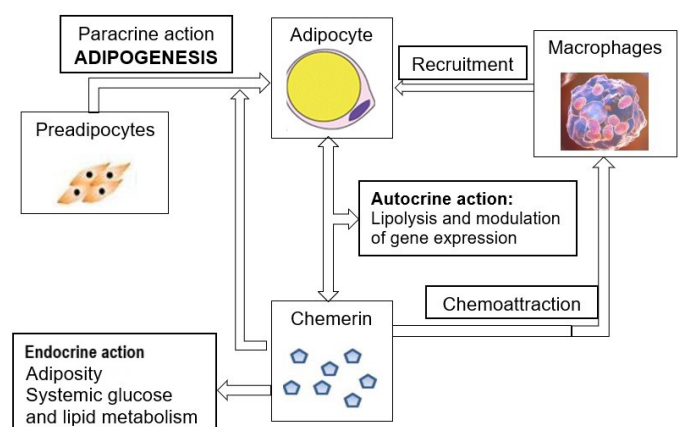 Paracrine action
ADIPOGENESIS
Adipocyte
Macrophages
Recruitment
Preadipocytes
Autocrine action:
Lipolysis and modulation
of gene expression
Chemoattraction
Chemerin
Endocrine action
Adiposity
Systemic glucose
and lipid metabolism